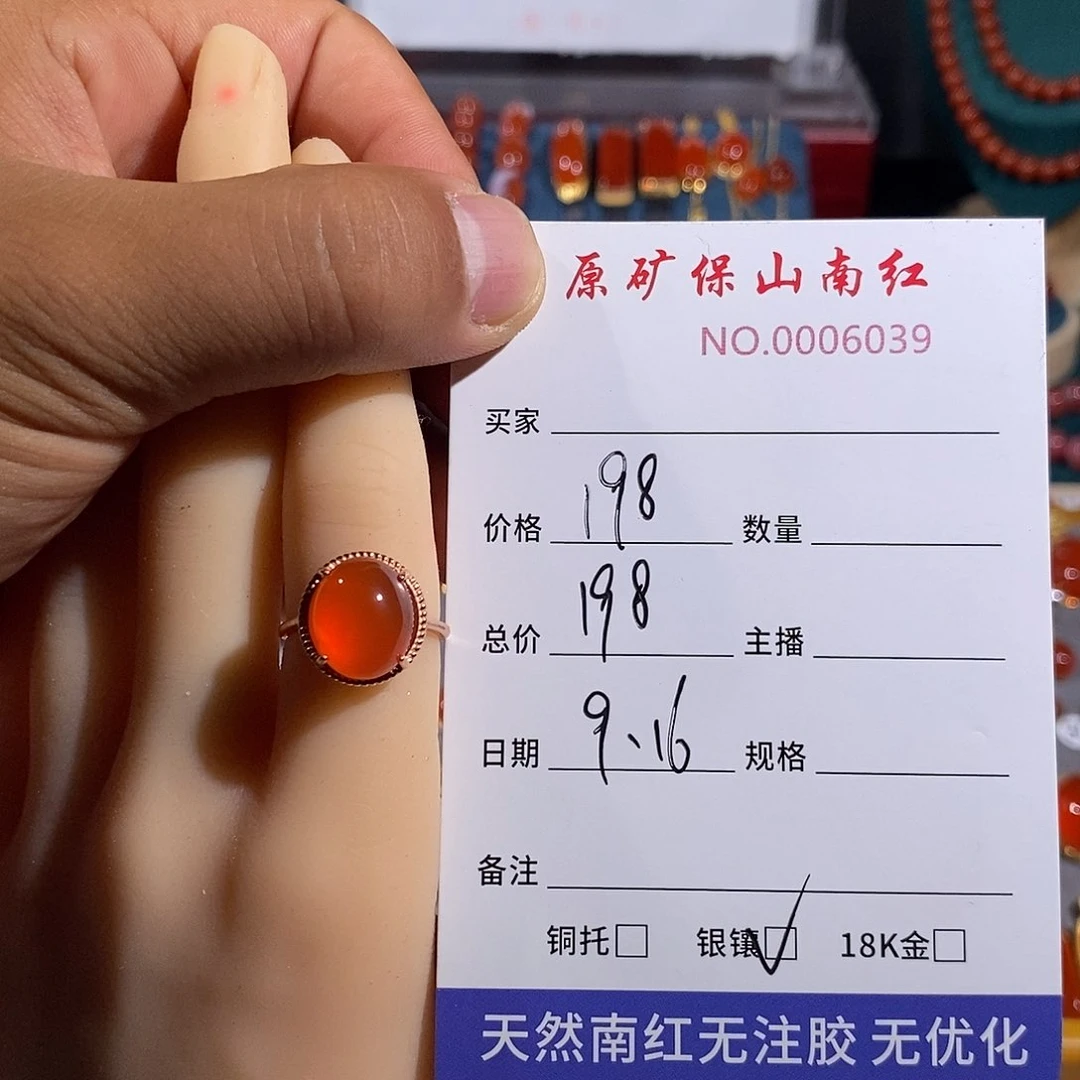 原矿保山南红
NO.0006039
买家
价格 198 数量
总价 198 主播
日期 9、16 规格
备注
铜托□ 银镶☑ 18K金□
天然南红无注胶 无优化